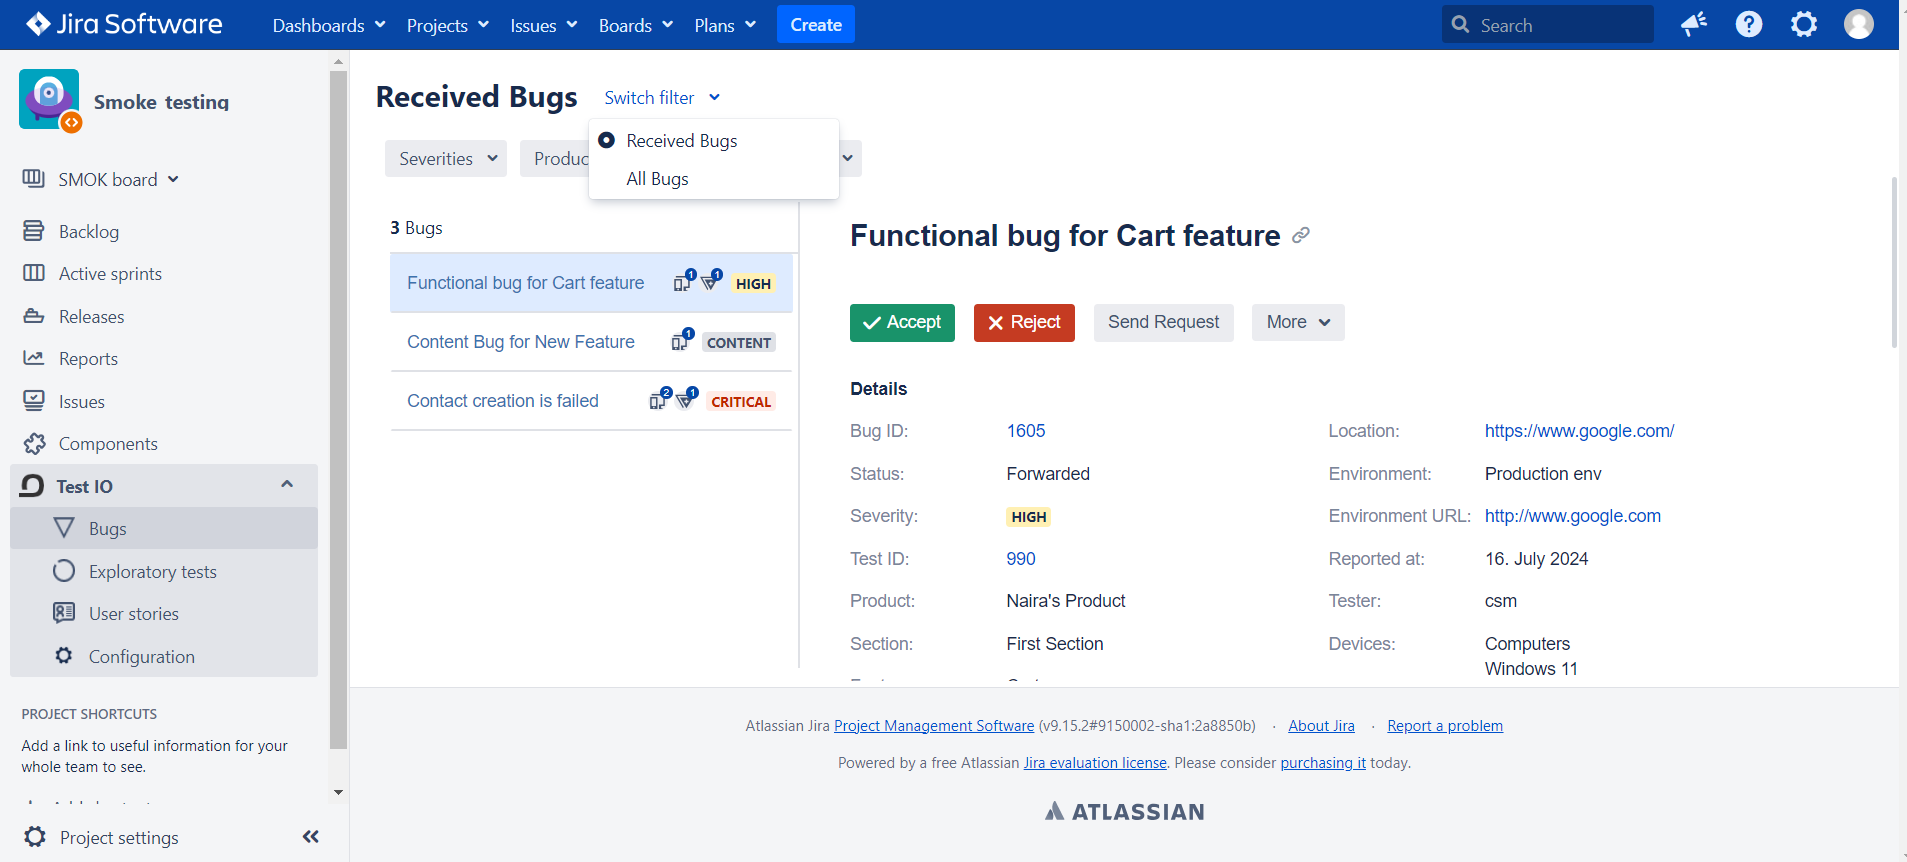 Jira Software Dashboards Projects Issues Boards Plans Create Search
Smoke testing
SMOK board
Backlog
Active sprints
Releases
Reports
Issues
Components
Test IO
Bugs
Exploratory tests
User stories
Configuration
PROJECT SHORTCUTS
Add a link to useful information for your
whole team to see.
Project settings
Received Bugs Switch filter
Received Bugs
All Bugs
Severities
3 Bugs
Functional bug for Cart feature 1 1 HIGH
Content Bug for New Feature 1 CONTENT
Contact creation is failed 2 1 CRITICAL
Functional bug for Cart feature
Accept Reject Send Request More
Details
Bug ID: 1605 Location: https://www.google.com/
Status: Forwarded Environment: Production env
Severity: HIGH Environment URL: http://www.google.com
Test ID: 990 Reported at: 16. July 2024
Product: Naira's Product Tester: csm
Section: First Section Devices: Computers
Windows 11
Atlassian Jira Project Management Software (v9.15.2#9150002-sha1:2a8850b) · About Jira · Report a problem
Powered by a free Atlassian Jira evaluation license. Please consider purchasing it today.
ATLASSIAN